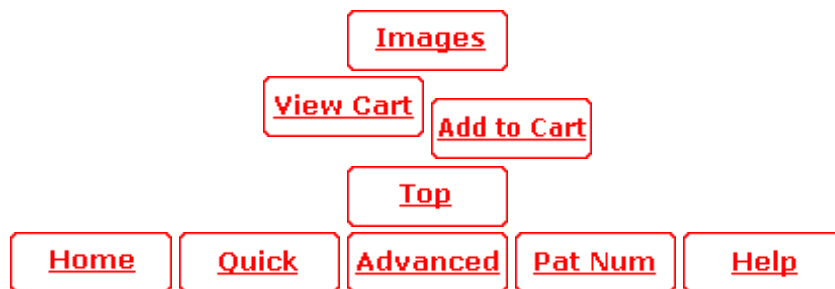 Images
View Cart
Add to Cart
Top
Home Quick Advanced Pat Num Help